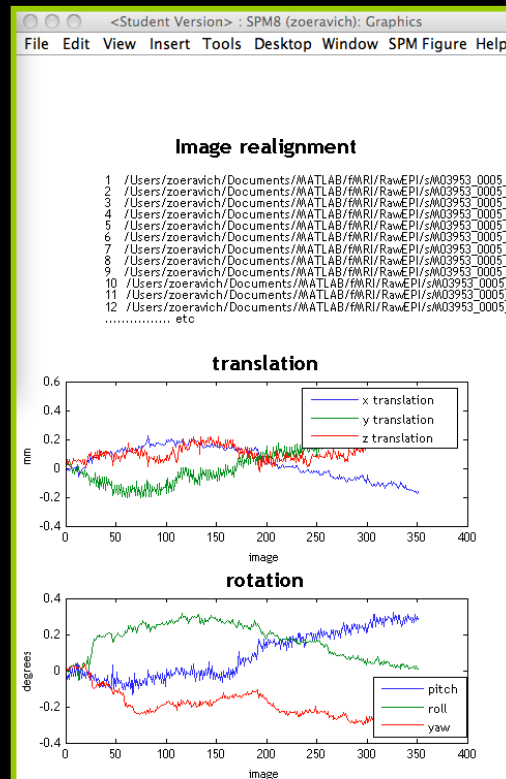 <Student Version> : SPM8 (zoeravich): Graphics
File Edit View Insert Tools Desktop Window SPM Figure Help
Image realignment
1 /Users/zoeravich/Documents/MATLAB/fMRI/RawEPI/sM03953_0005_
2 /Users/zoeravich/Documents/MATLAB/fMRI/RawEPI/sM03953_0005_
3 /Users/zoeravich/Documents/MATLAB/fMRI/RawEPI/sM03953_0005_
4 /Users/zoeravich/Documents/MATLAB/fMRI/RawEPI/sM03953_0005_
5 /Users/zoeravich/Documents/MATLAB/fMRI/RawEPI/sM03953_0005_
6 /Users/zoeravich/Documents/MATLAB/fMRI/RawEPI/sM03953_0005_
7 /Users/zoeravich/Documents/MATLAB/fMRI/RawEPI/sM03953_0005_
8 /Users/zoeravich/Documents/MATLAB/fMRI/RawEPI/sM03953_0005_
9 /Users/zoeravich/Documents/MATLAB/fMRI/RawEPI/sM03953_0005_
10 /Users/zoeravich/Documents/MATLAB/fMRI/RawEPI/sM03953_0005_
11 /Users/zoeravich/Documents/MATLAB/fMRI/RawEPI/sM03953_0005_
12 /Users/zoeravich/Documents/MATLAB/fMRI/RawEPI/sM03953_0005_
................ etc
translation
0.6
0.4
0.2
0
-0.2
-0.4
mm
x translation
y translation
z translation
0 50 100 150 200 250 300 350 400
image
rotation
0.4
0.2
0
-0.2
-0.4
degrees
pitch
roll
yaw
0 50 100 150 200 250 300 350 400
image